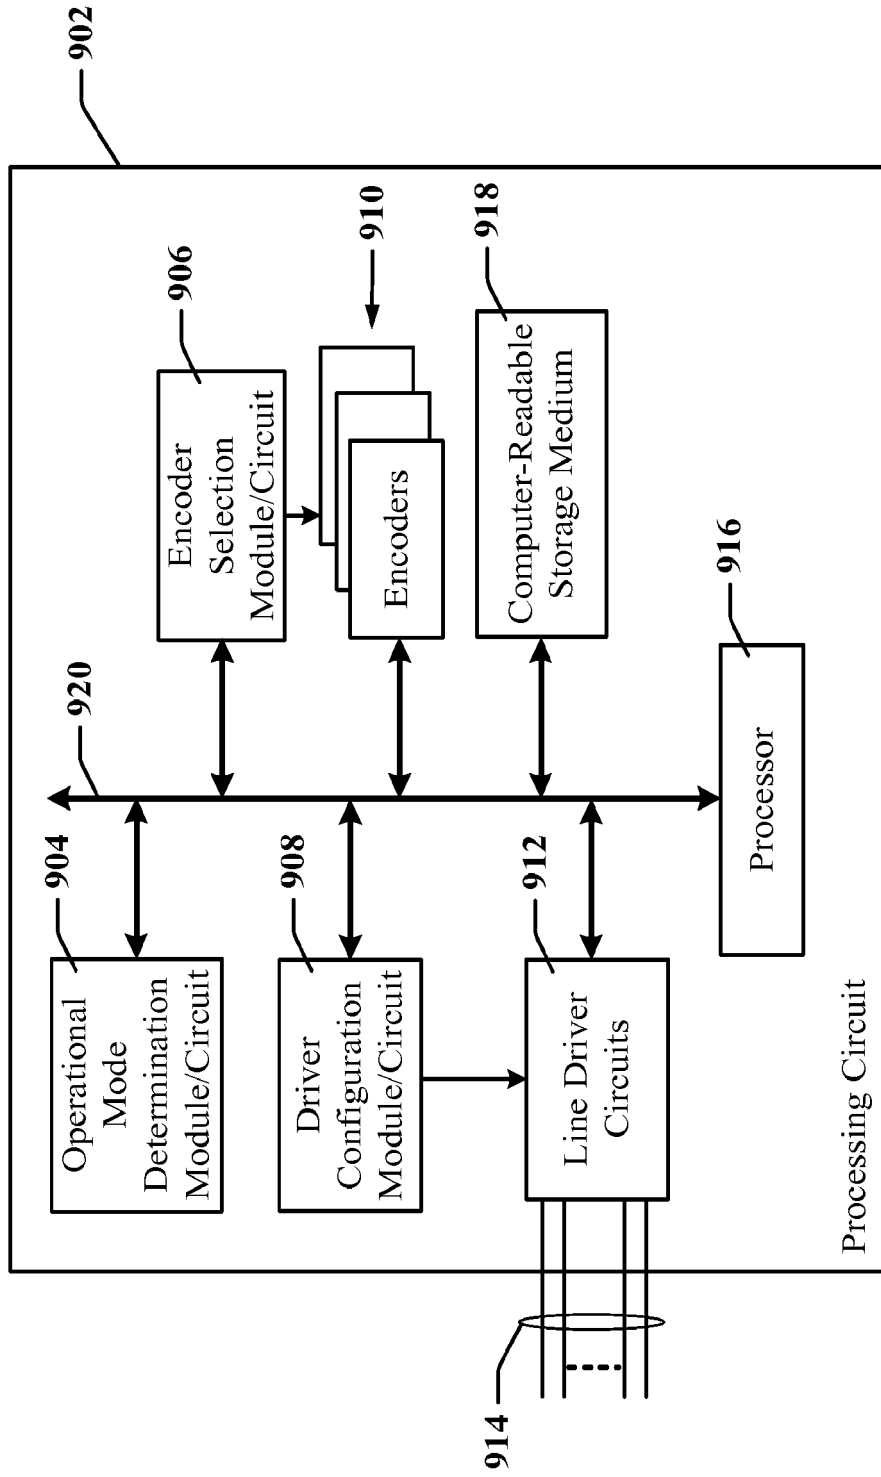 902
920
904
Operational
Mode
Determination
Module/Circuit
906
Encoder
Selection
Module/Circuit
908
Driver
Configuration
Module/Circuit
910
Encoders
912
Line Driver
Circuits
914
918
Computer-Readable
Storage Medium
916
Processor
Processing Circuit